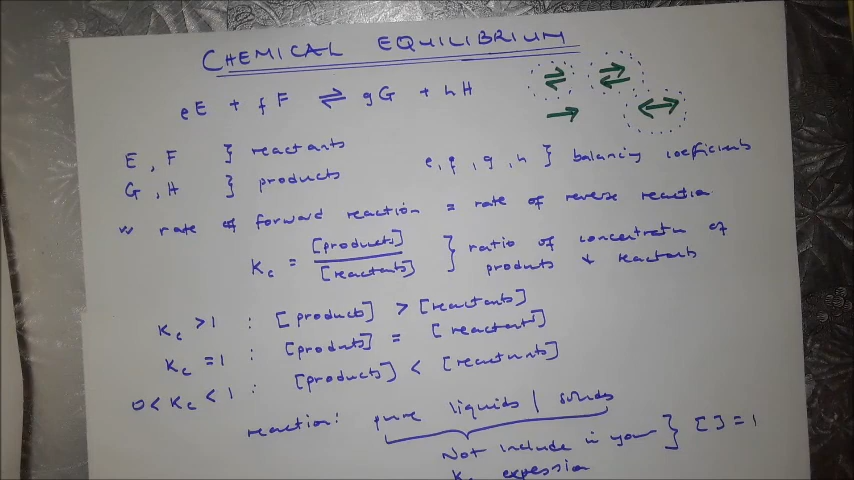 CHEMICAL EQUILIBRIUM
eE + fF ⇌ gG + hH
E, F } reactants
G, H } products
e, f, g, h } balancing coefficients
rate of forward reaction = rate of reverse reaction
Kc = [products] / [reactants] } ratio of concentratn of products & reactants
Kc > 1 : [products] > [reactants]
Kc = 1 : [products] = [reactants]
0 < Kc < 1 : [products] < [reactants]
reaction: pure liquids / solids
Not include in your } [ ] = 1
Kc expression